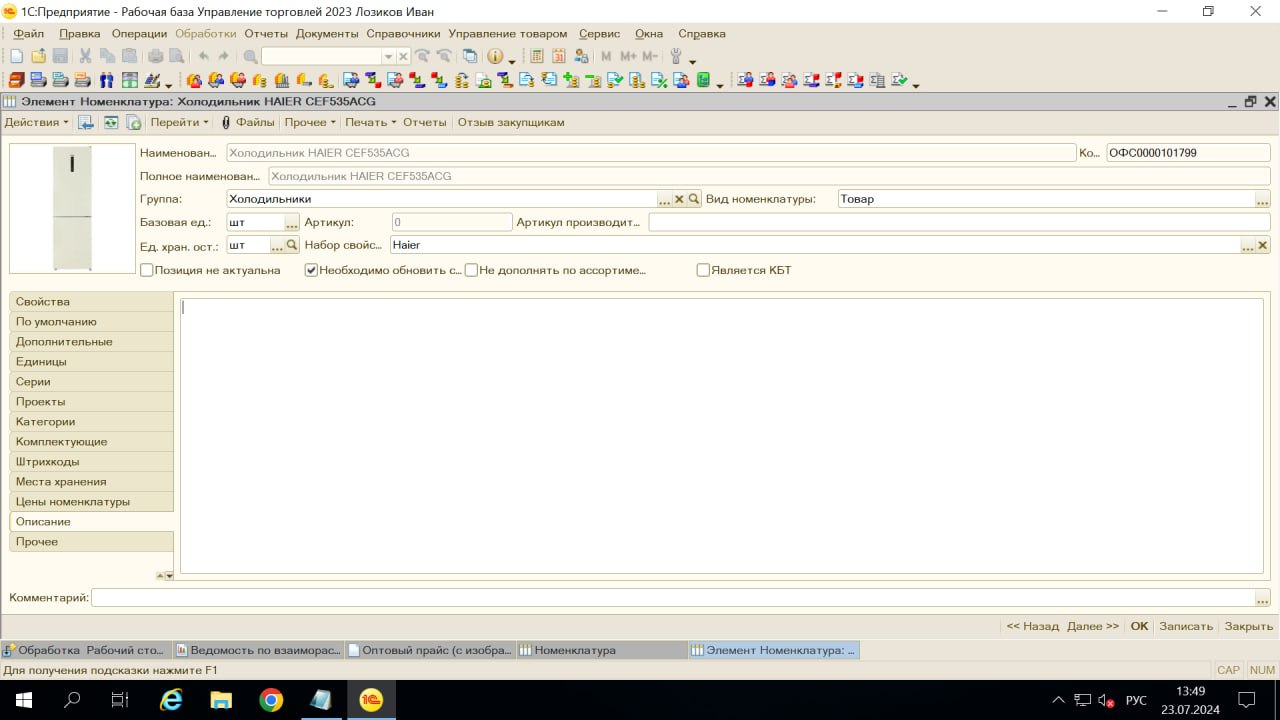 1С:Предприятие - Рабочая база Управление торговлей 2023 Лозиков Иван
Файл Правка Операции Обработки Отчеты Документы Справочники Управление товаром Сервис Окна Справка
M M+ M-
Элемент Номенклатура: Холодильник HAIER CEF535ACG
Действия Перейти Файлы Прочее Печать Отчеты Отзыв закупщикам
Наименован... Холодильник HAIER CEF535ACG Ко... ОФС0000101799
Полное наименован... Холодильник HAIER CEF535ACG
Группа: Холодильники ... Вид номенклатуры: Товар ...
Базовая ед.: шт ... Артикул: 0 Артикул производит...
Ед. хран. ост.: шт ... Набор свойс... Haier ...
Позиция не актуальна Необходимо обновить с... Не дополнять по ассортиме... Является КБТ
Свойства
По умолчанию
Дополнительные
Единицы
Серии
Проекты
Категории
Комплектующие
Штрихкоды
Места хранения
Цены номенклатуры
Описание
Прочее
Комментарий: ...
<< Назад Далее >> OK Записать Закрыть
Обработка Рабочий сто... Ведомость по взаиморас... Оптовый прайс (с изобра... Номенклатура Элемент Номенклатура: ...
Для получения подсказки нажмите F1 CAP NUM
РУС 13:49
23.07.2024